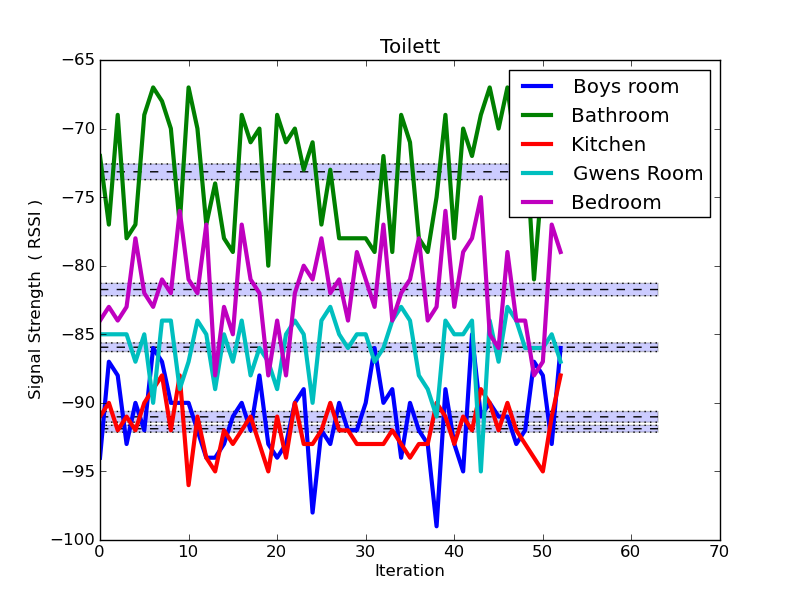 Toilett
Signal Strength ( RSSI )
−65
−70
−75
−80
−85
−90
−95
−100
Boys room
Bathroom
Kitchen
Gwens Room
Bedroom
0 10 20 30 40 50 60 70
Iteration